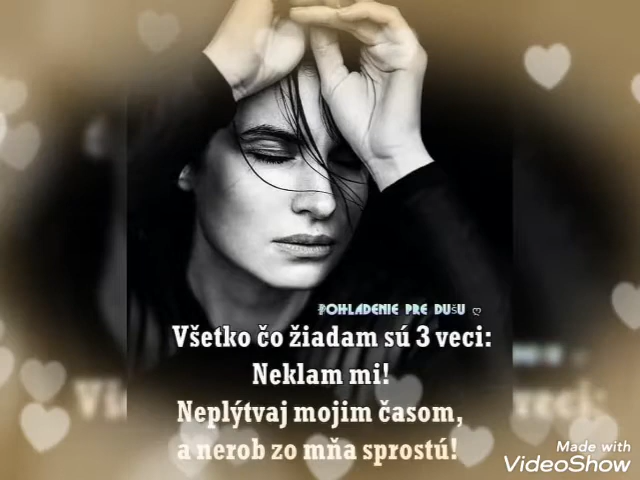 Pohladenie pre dušu ღ
Všetko čo žiadam sú 3 veci:
Neklam mi!
Neplýtvaj mojim časom,
a nerob zo mňa sprostú!
Made with
VideoShow